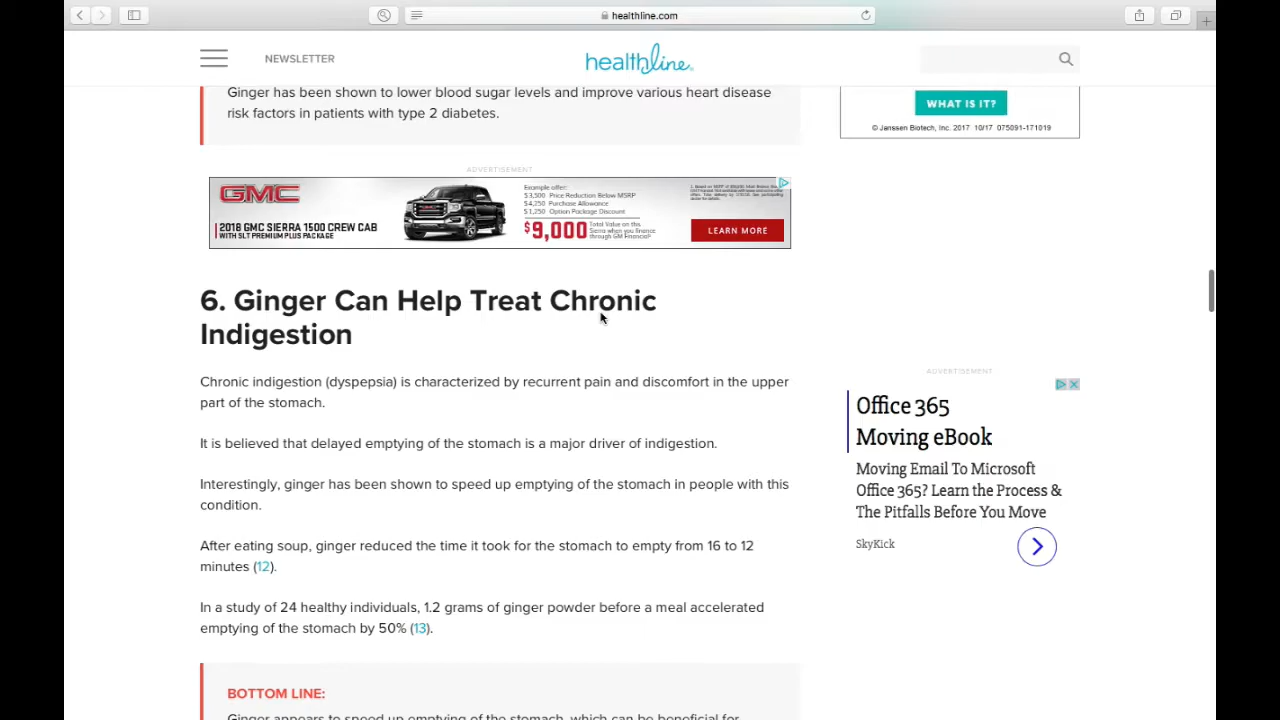 healthline.com
NEWSLETTER
healthline
Ginger has been shown to lower blood sugar levels and improve various heart disease
risk factors in patients with type 2 diabetes.
WHAT IS IT?
© Janssen Biotech, Inc. 2017 10/17 075091-171019
ADVERTISEMENT
GMC
2018 GMC SIERRA 1500 CREW CAB
WITH SLT PREMIUM PLUS PACKAGE
Example offer:
$3,500 Price Reduction Below MSRP
$4,250 Purchase Allowance
$1,250 Option Package Discount
$9,000 Total Value on this
Sierra when you finance
through GM Financial
LEARN MORE
6. Ginger Can Help Treat Chronic
Indigestion
Chronic indigestion (dyspepsia) is characterized by recurrent pain and discomfort in the upper
part of the stomach.
It is believed that delayed emptying of the stomach is a major driver of indigestion.
Interestingly, ginger has been shown to speed up emptying of the stomach in people with this
condition.
After eating soup, ginger reduced the time it took for the stomach to empty from 16 to 12
minutes (12).
In a study of 24 healthy individuals, 1.2 grams of ginger powder before a meal accelerated
emptying of the stomach by 50% (13).
BOTTOM LINE:
Ginger appears to speed up emptying of the stomach, which can be beneficial for
ADVERTISEMENT
Office 365
Moving eBook
Moving Email To Microsoft
Office 365? Learn the Process &
The Pitfalls Before You Move
SkyKick